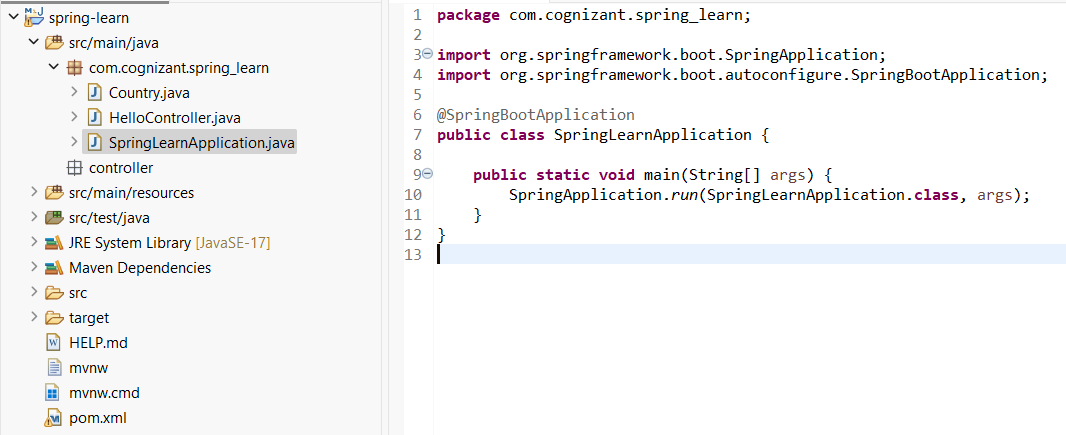 spring-learn
src/main/java
com.cognizant.spring_learn
Country.java
HelloController.java
SpringLearnApplication.java
controller
src/main/resources
src/test/java
JRE System Library [JavaSE-17]
Maven Dependencies
src
target
HELP.md
mvnw
mvnw.cmd
pom.xml
1 package com.cognizant.spring_learn;
2
3 import org.springframework.boot.SpringApplication;
4 import org.springframework.boot.autoconfigure.SpringBootApplication;
5
6 @SpringBootApplication
7 public class SpringLearnApplication {
8
9     public static void main(String[] args) {
10         SpringApplication.run(SpringLearnApplication.class, args);
11     }
12 }
13